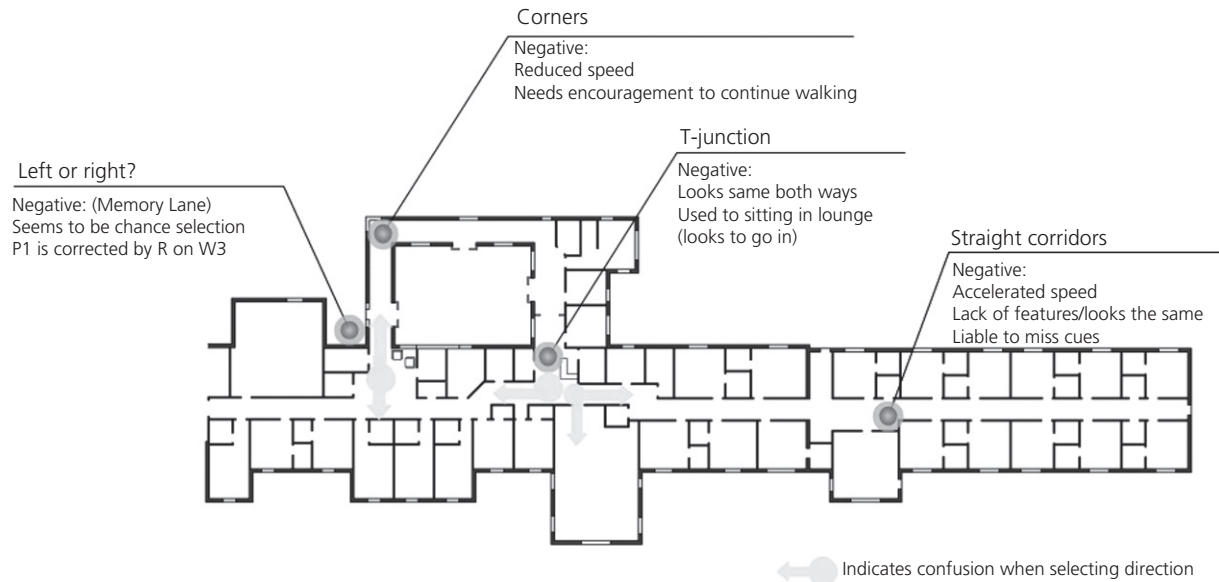 Corners
Negative:
Reduced speed
Needs encouragement to continue walking
T-junction
Negative:
Looks same both ways
Used to sitting in lounge
(looks to go in)
Left or right?
Negative: (Memory Lane)
Seems to be chance selection
P1 is corrected by R on W3
Straight corridors
Negative:
Accelerated speed
Lack of features/looks the same
Liable to miss cues
Indicates confusion when selecting direction